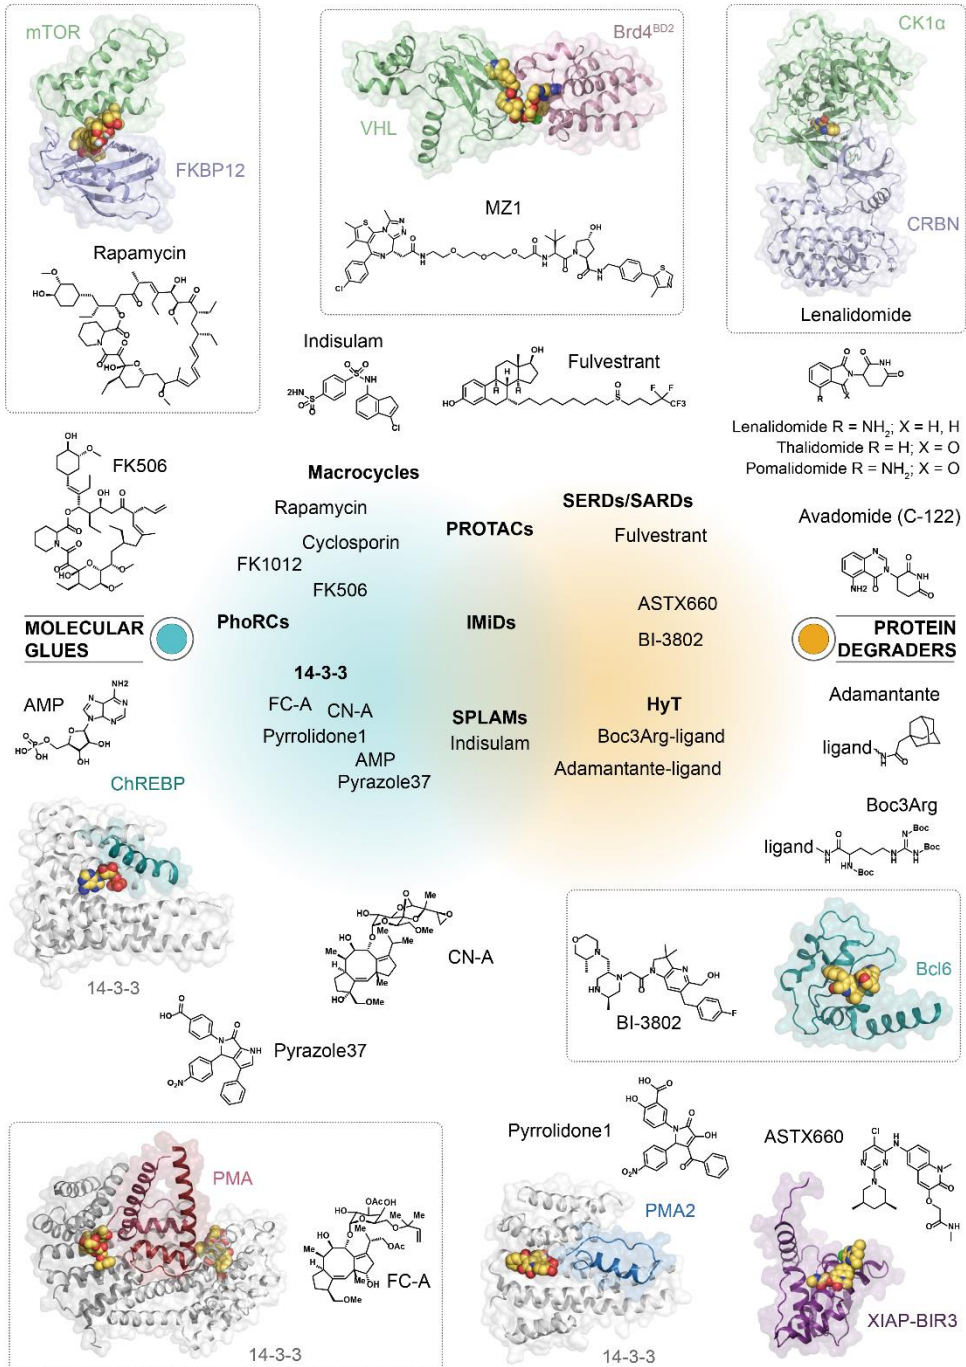 mTOR
FKBP12
Rapamycin
Brd4BD2
VHL
MZ1
CK1α
CRBN
Lenalidomide
Indisulam
Fulvestrant
Lenalidomide R = NH2; X = H, H
Thalidomide R = H; X = O
Pomalidomide R = NH2; X = O
FK506
Macrocycles
Rapamycin
Cyclosporin
FK1012
FK506
PROTACs
SERDs/SARDs
Fulvestrant
Avadomide (C-122)
MOLECULAR
GLUES
PhoRCs
IMiDs
ASTX660
BI-3802
PROTEIN
DEGRADERS
14-3-3
FC-A
CN-A
Pyrrolidone1
AMP
Pyrazole37
SPLAMs
Indisulam
HyT
Boc3Arg-ligand
Adamantante-ligand
AMP
Adamantante
ligand
ChREBP
14-3-3
Boc3Arg
ligand
CN-A
BI-3802
Bcl6
Pyrazole37
Pyrrolidone1
ASTX660
PMA
FC-A
14-3-3
PMA2
14-3-3
XIAP-BIR3